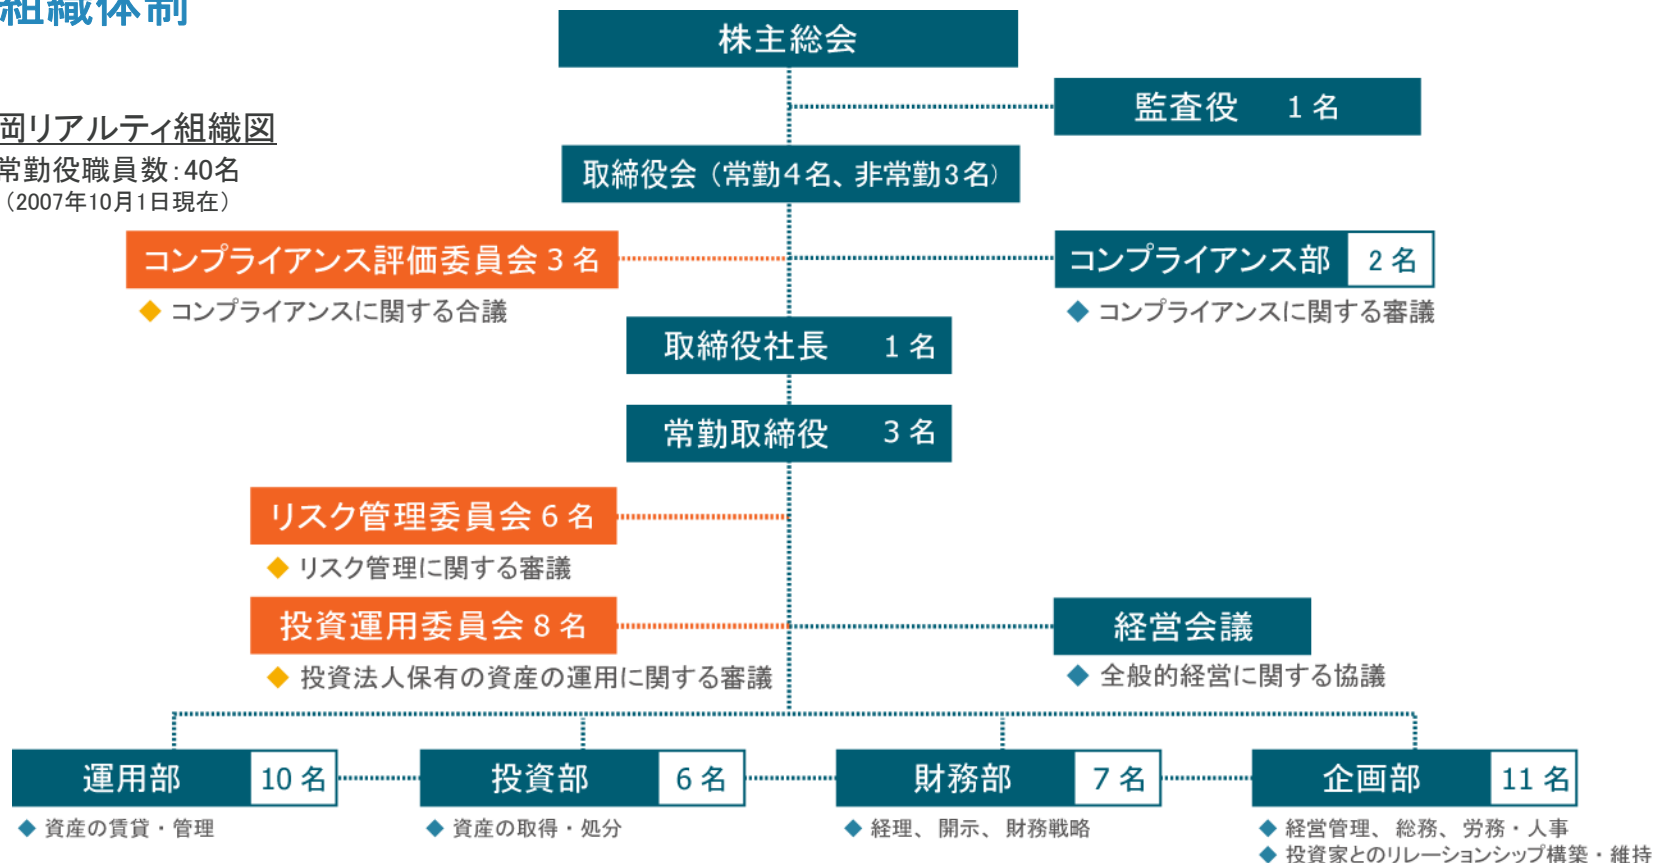 組織体制
岡リアルティ組織図
常勤役職員数:40名
(2007年10月1日現在)
株主総会
監査役 1名
取締役会(常勤4名、非常勤3名)
コンプライアンス評価委員会3名
◆ コンプライアンスに関する合議
コンプライアンス部 2名
◆ コンプライアンスに関する審議
取締役社長 1名
常勤取締役 3名
リスク管理委員会6名
◆ リスク管理に関する審議
投資運用委員会8名
◆ 投資法人保有の資産の運用に関する審議
経営会議
◆ 全般的経営に関する協議
運用部 10名
◆ 資産の賃貸・管理
投資部 6名
◆ 資産の取得・処分
財務部 7名
◆ 経理、開示、財務戦略
企画部 11名
◆ 経営管理、総務、労務・人事
◆ 投資家とのリレーションシップ構築・維持